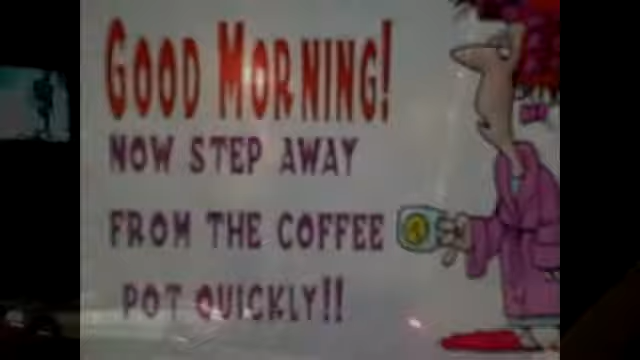 GOOD MORNING!
NOW STEP AWAY
FROM THE COFFEE
POT QUICKLY!!